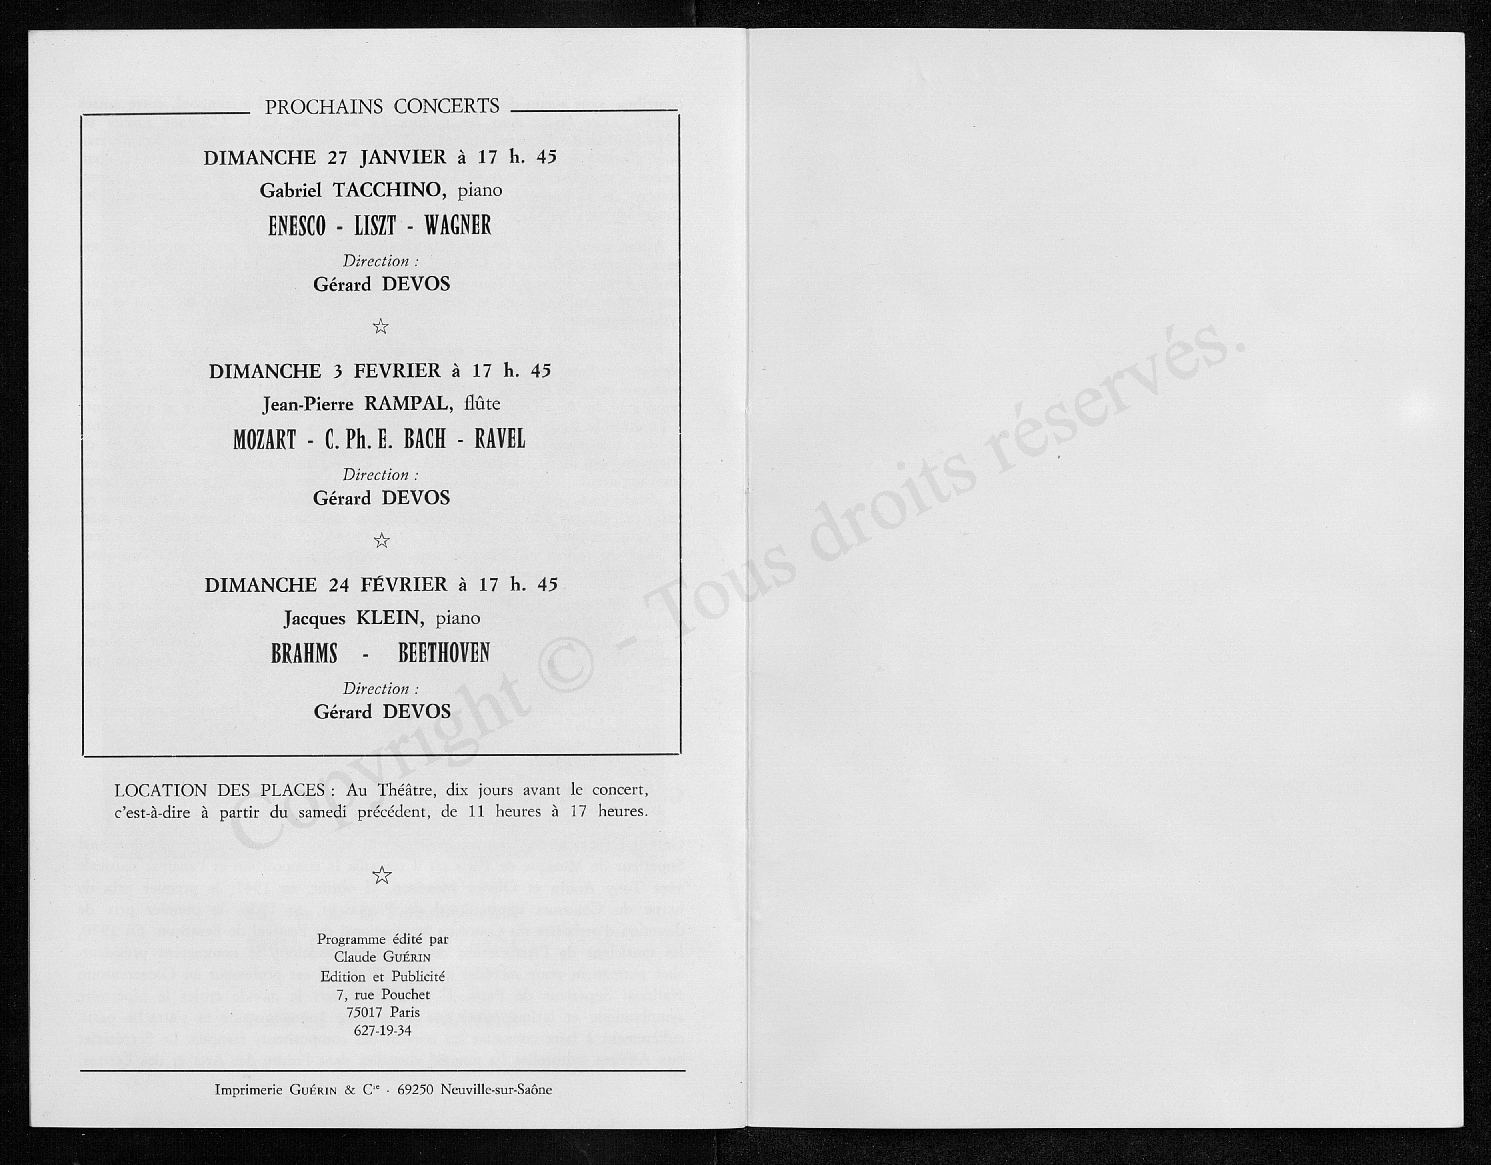 PROCHAINS CONCERTS
DIMANCHE 27 JANVIER à 17 h. 45
Gabriel TACCHINO, piano
ENESCO - LISZT - WAGNER
Direction :
Gérard DEVOS
☆
DIMANCHE 3 FEVRIER à 17 h. 45
Jean-Pierre RAMPAL, flûte
MOZART - C. Ph. E. BACH - RAVEL
Direction :
Gérard DEVOS
☆
DIMANCHE 24 FÉVRIER à 17 h. 45
Jacques KLEIN, piano
BRAHMS - BEETHOVEN
Direction :
Gérard DEVOS
LOCATION DES PLACES : Au Théâtre, dix jours avant le concert,
c'est-à-dire à partir du samedi précédent, de 11 heures à 17 heures.
☆
Programme édité par
Claude GUÉRIN
Edition et Publicité
7, rue Pouchet
75017 Paris
627-19-34
Imprimerie GUÉRIN & Cie - 69250 Neuville-sur-Saône
Copyright © - Tous droits réservés.